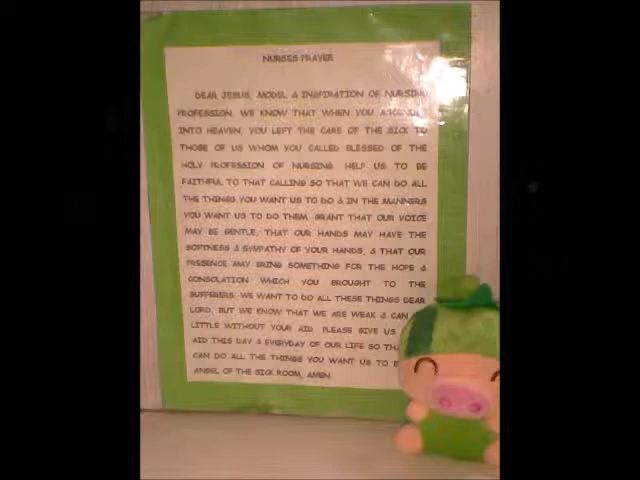 NURSES PRAYER
DEAR JESUS, MODEL & INSPIRATION OF NURSING
PROFESSION, WE KNOW THAT WHEN YOU ASCENDED
INTO HEAVEN, YOU LEFT THE CARE OF THE SICK TO
THOSE OF US WHOM YOU CALLED BLESSED OF THE
HOLY PROFESSION OF NURSING. HELP US TO BE
FAITHFUL TO THAT CALLING SO THAT WE CAN DO ALL
THE THINGS YOU WANT US TO DO & IN THE MANNERS
YOU WANT US TO DO THEM. GRANT THAT OUR VOICE
MAY BE GENTLE, THAT OUR HANDS MAY HAVE THE
SOFTNESS & SYMPATHY OF YOUR HANDS, & THAT OUR
PRESENCE MAY BRING SOMETHING FOR THE HOPE &
CONSOLATION WHICH YOU BROUGHT TO THE
SUFFERERS. WE WANT TO DO ALL THESE THINGS DEAR
LORD, BUT WE KNOW THAT WE ARE WEAK & CAN
LITTLE WITHOUT YOUR AID. PLEASE GIVE US
AID THIS DAY & EVERYDAY OF OUR LIFE SO
CAN DO ALL THE THINGS YOU WANT US TO
ANGEL OF THE SICK ROOM, AMEN